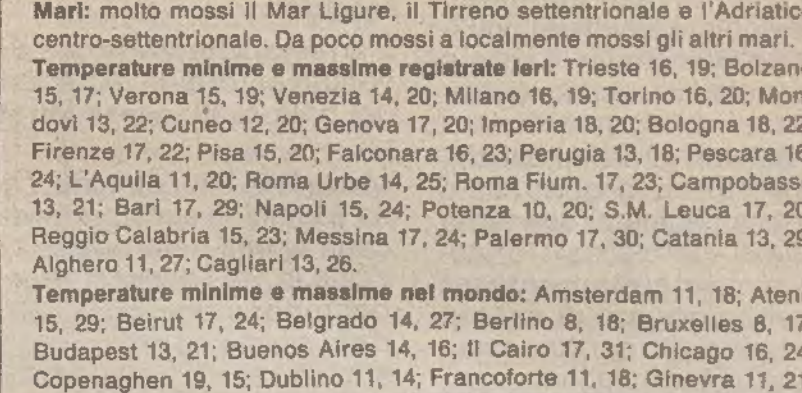 Mari: molto mossi il Mar Ligure, il Tirreno settentrionale e l'Adriatic
centro-settentrionale. Da poco mossi a localmente mossi gli altri mari.
Temperature minime e massime registrate ieri: Trieste 16, 19; Bolzan
15, 17; Verona 15, 19; Venezia 14, 20; Milano 16, 19; Torino 16, 20; Mon
dovì 13, 22; Cuneo 12, 20; Genova 17, 20; Imperia 18, 20; Bologna 18, 22
Firenze 17, 22; Pisa 15, 20; Falconara 16, 23; Perugia 13, 18; Pescara 16
24; L'Aquila 11, 20; Roma Urbe 14, 25; Roma Fium. 17, 23; Campobass
13, 21; Bari 17, 29; Napoli 15, 24; Potenza 10, 20; S.M. Leuca 17, 20
Reggio Calabria 15, 23; Messina 17, 24; Palermo 17, 30; Catania 13, 29
Alghero 11, 27; Cagliari 13, 26.
Temperature minime e massime nel mondo: Amsterdam 11, 18; Aten
15, 29; Beirut 17, 24; Belgrado 14, 27; Berlino 8, 18; Bruxelles 8, 17
Budapest 13, 21; Buenos Aires 14, 16; Il Cairo 17, 31; Chicago 16, 24
Copenaghen 19, 15; Dublino 11, 14; Francoforte 11, 18; Ginevra 11, 21